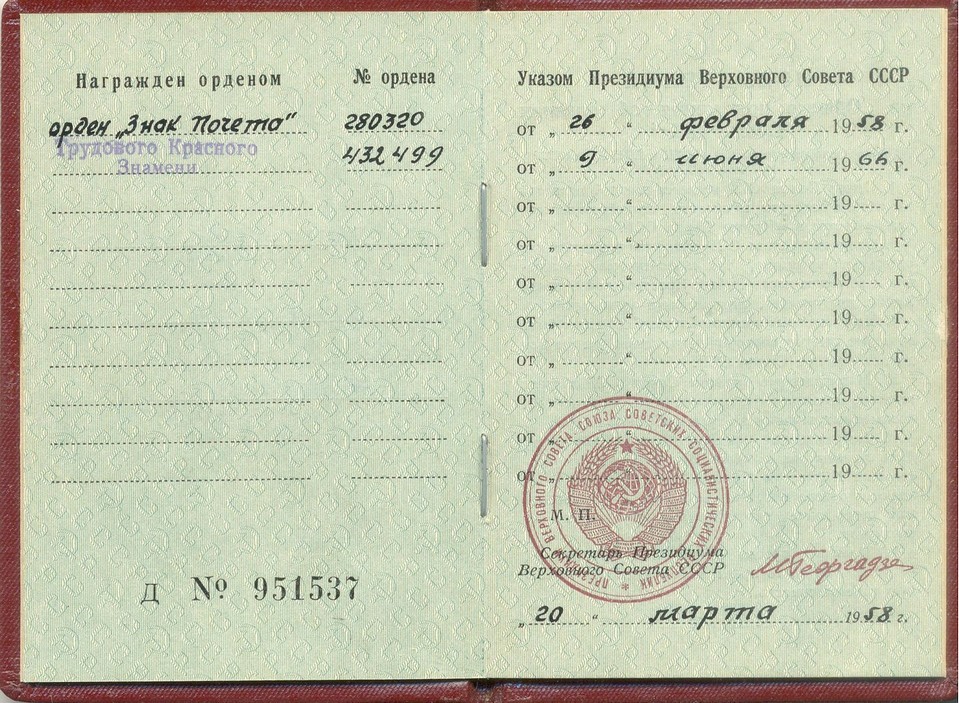 Награжден орденом № ордена
орден „Знак Почета" 280320
Трудового Красного 432499
Знамени
Д № 951537
Указом Президиума Верховного Совета СССР
от „ 26 " февраля 1958 г.
от „ 9 " июня 1966 г.
от „ " 19 г.
от „ " 19 г.
от „ " 19 г.
от „ " 19 г.
от „ " 19 г.
от „ " 19 г.
от „ " 19 г.
от „ " 19 г.
М. П.
ПРЕЗИДИУМ ВЕРХОВНОГО СОВЕТА СОЮЗА СОВЕТСКИХ СОЦИАЛИСТИЧЕСКИХ РЕСПУБЛИК
Секретарь Президиума
Верховного Совета СССР
МГеоргадзе
„ 20 " марта 1958 г.